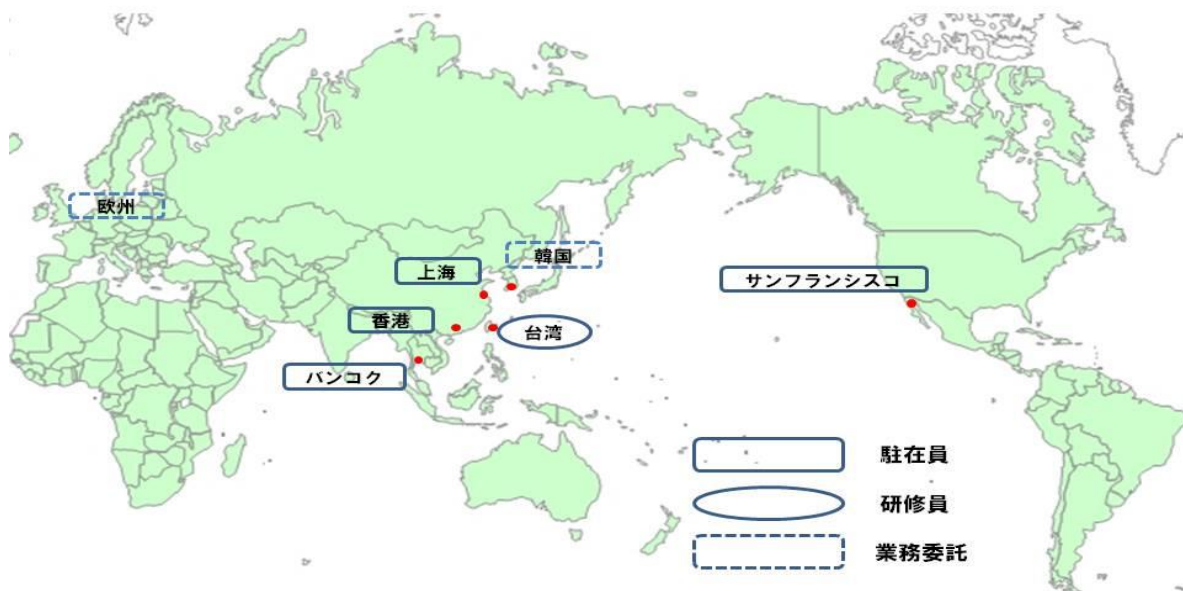 欧州
韓国
上海
サンフランシスコ
香港
台湾
バンコク
駐在員
研修員
業務委託